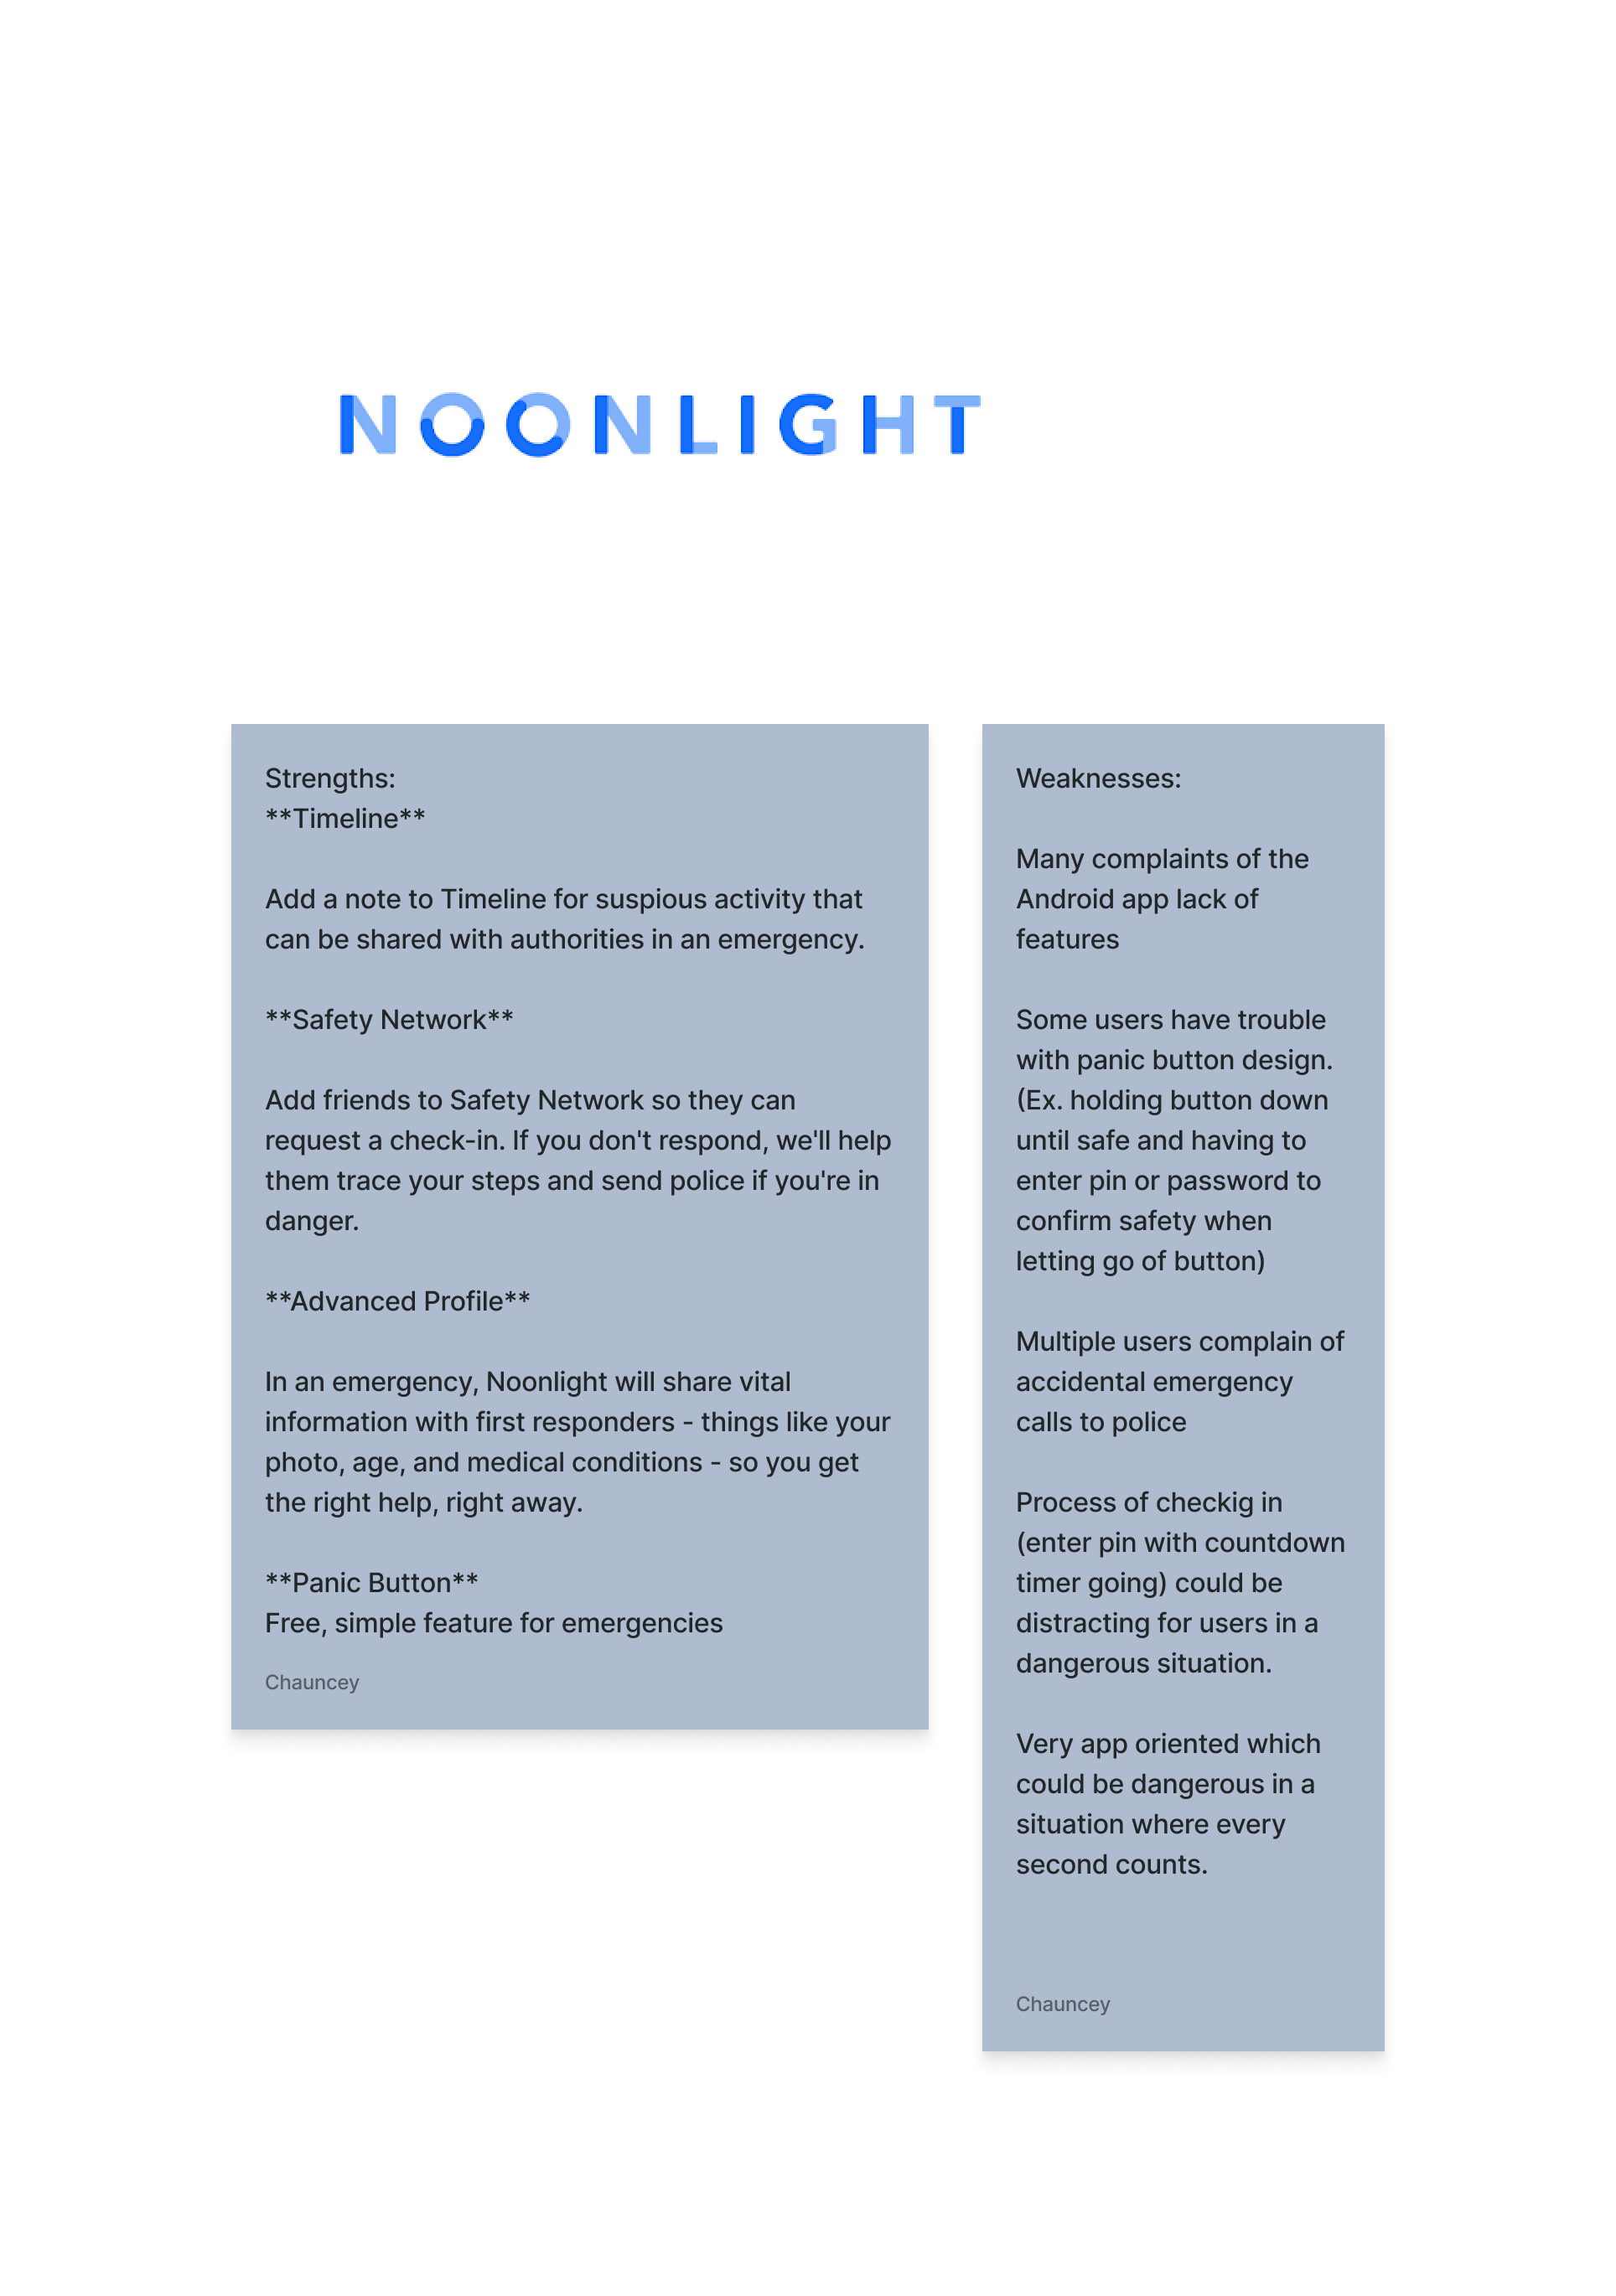 NOONLIGHT
Strengths:
**Timeline**
Add a note to Timeline for suspious activity that
can be shared with authorities in an emergency.
**Safety Network**
Add friends to Safety Network so they can
request a check-in. If you don't respond, we'll help
them trace your steps and send police if you're in
danger.
**Advanced Profile**
In an emergency, Noonlight will share vital
information with first responders - things like your
photo, age, and medical conditions - so you get
the right help, right away.
**Panic Button**
Free, simple feature for emergencies
Chauncey
Weaknesses:
Many complaints of the
Android app lack of
features
Some users have trouble
with panic button design.
(Ex. holding button down
until safe and having to
enter pin or password to
confirm safety when
letting go of button)
Multiple users complain of
accidental emergency
calls to police
Process of checkig in
(enter pin with countdown
timer going) could be
distracting for users in a
dangerous situation.
Very app oriented which
could be dangerous in a
situation where every
second counts.
Chauncey